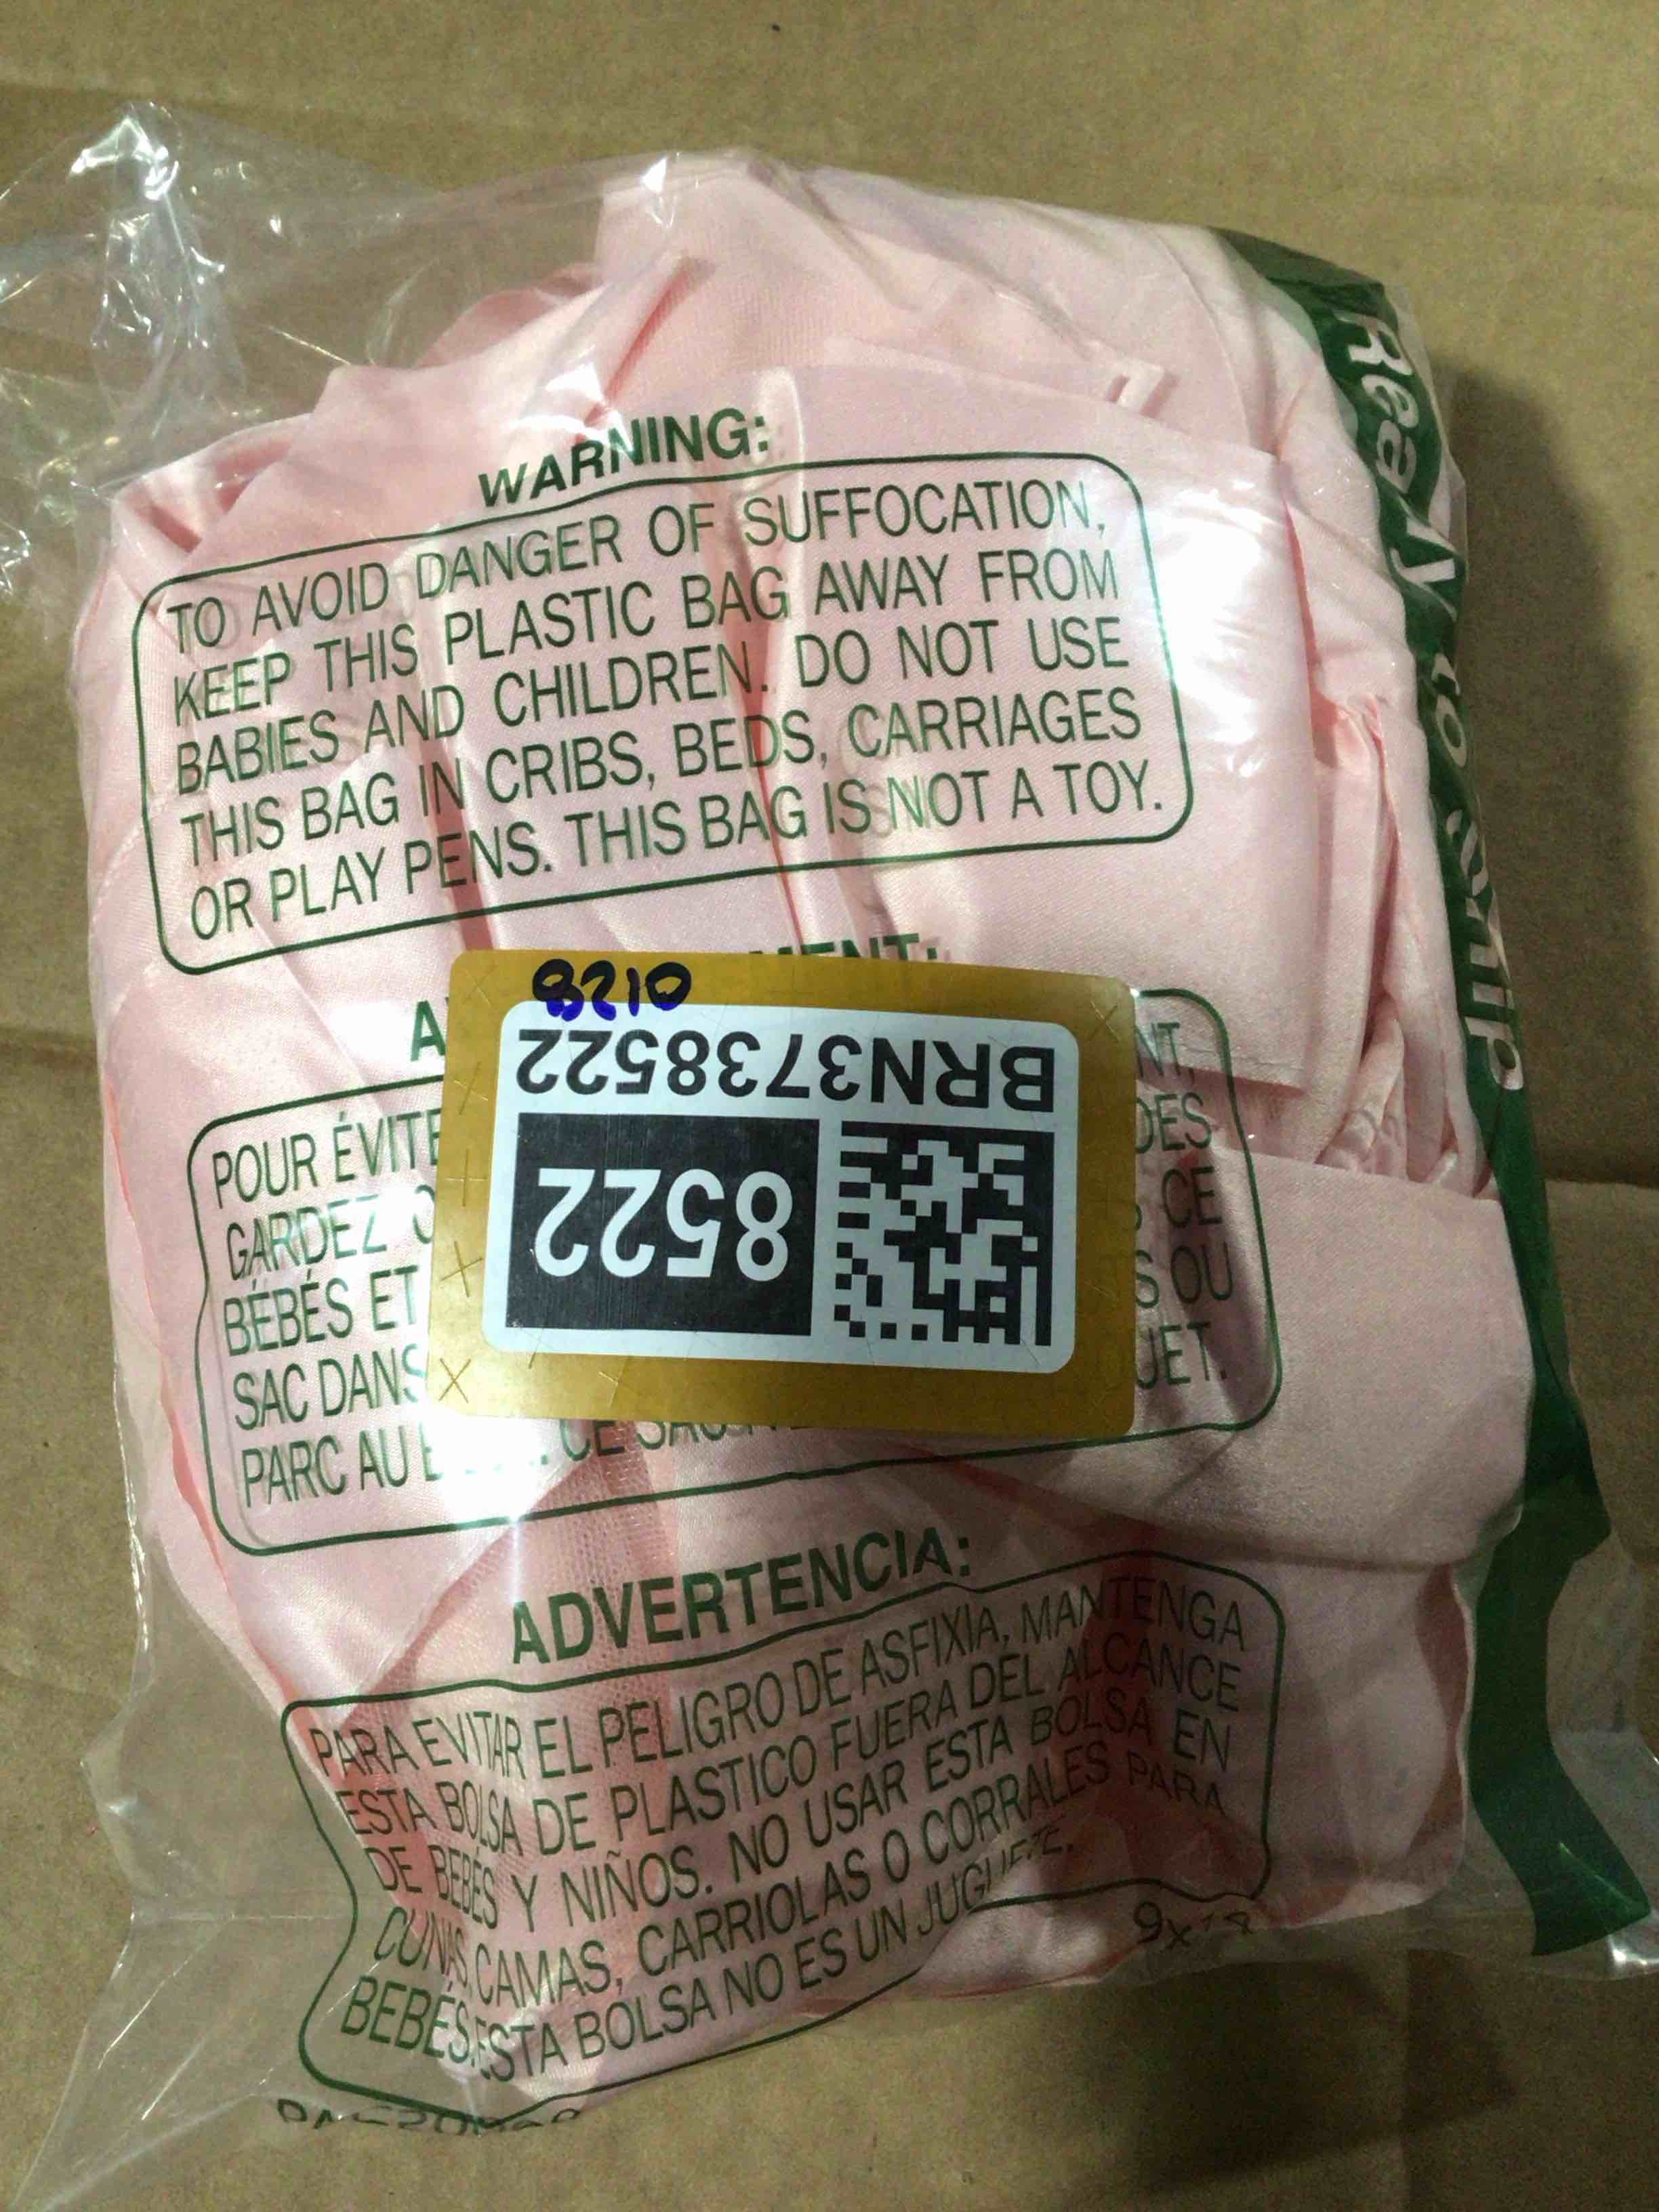 WARNING:
TO AVOID DANGER OF SUFFOCATION,
KEEP THIS PLASTIC BAG AWAY FROM
BABIES AND CHILDREN. DO NOT USE
THIS BAG IN CRIBS, BEDS, CARRIAGES
OR PLAY PENS. THIS BAG IS NOT A TOY.
8210
BRN3738522
8522
POUR
GARDEZ
BÉBÉS ET
SAC DANS
PARC AU
CE
OU
ADVERTENCIA:
PARA EVITAR EL PELIGRO DE ASFIXIA, MANTENGA
ESTA BOLSA DE PLASTICO FUERA DEL ALCANCE
DE BEBÉS Y NIÑOS. NO USAR ESTA BOLSA EN
CUNAS, CAMAS, CARRIOLAS O CORRALES PARA
BEBÉS. ESTA BOLSA NO ES UN JUGUETE.
Ready to Ship